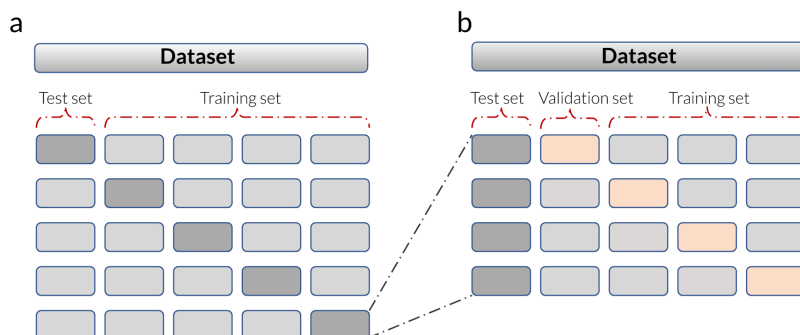 a
Dataset
Test set Training set
b
Dataset
Test set Validation set Training set